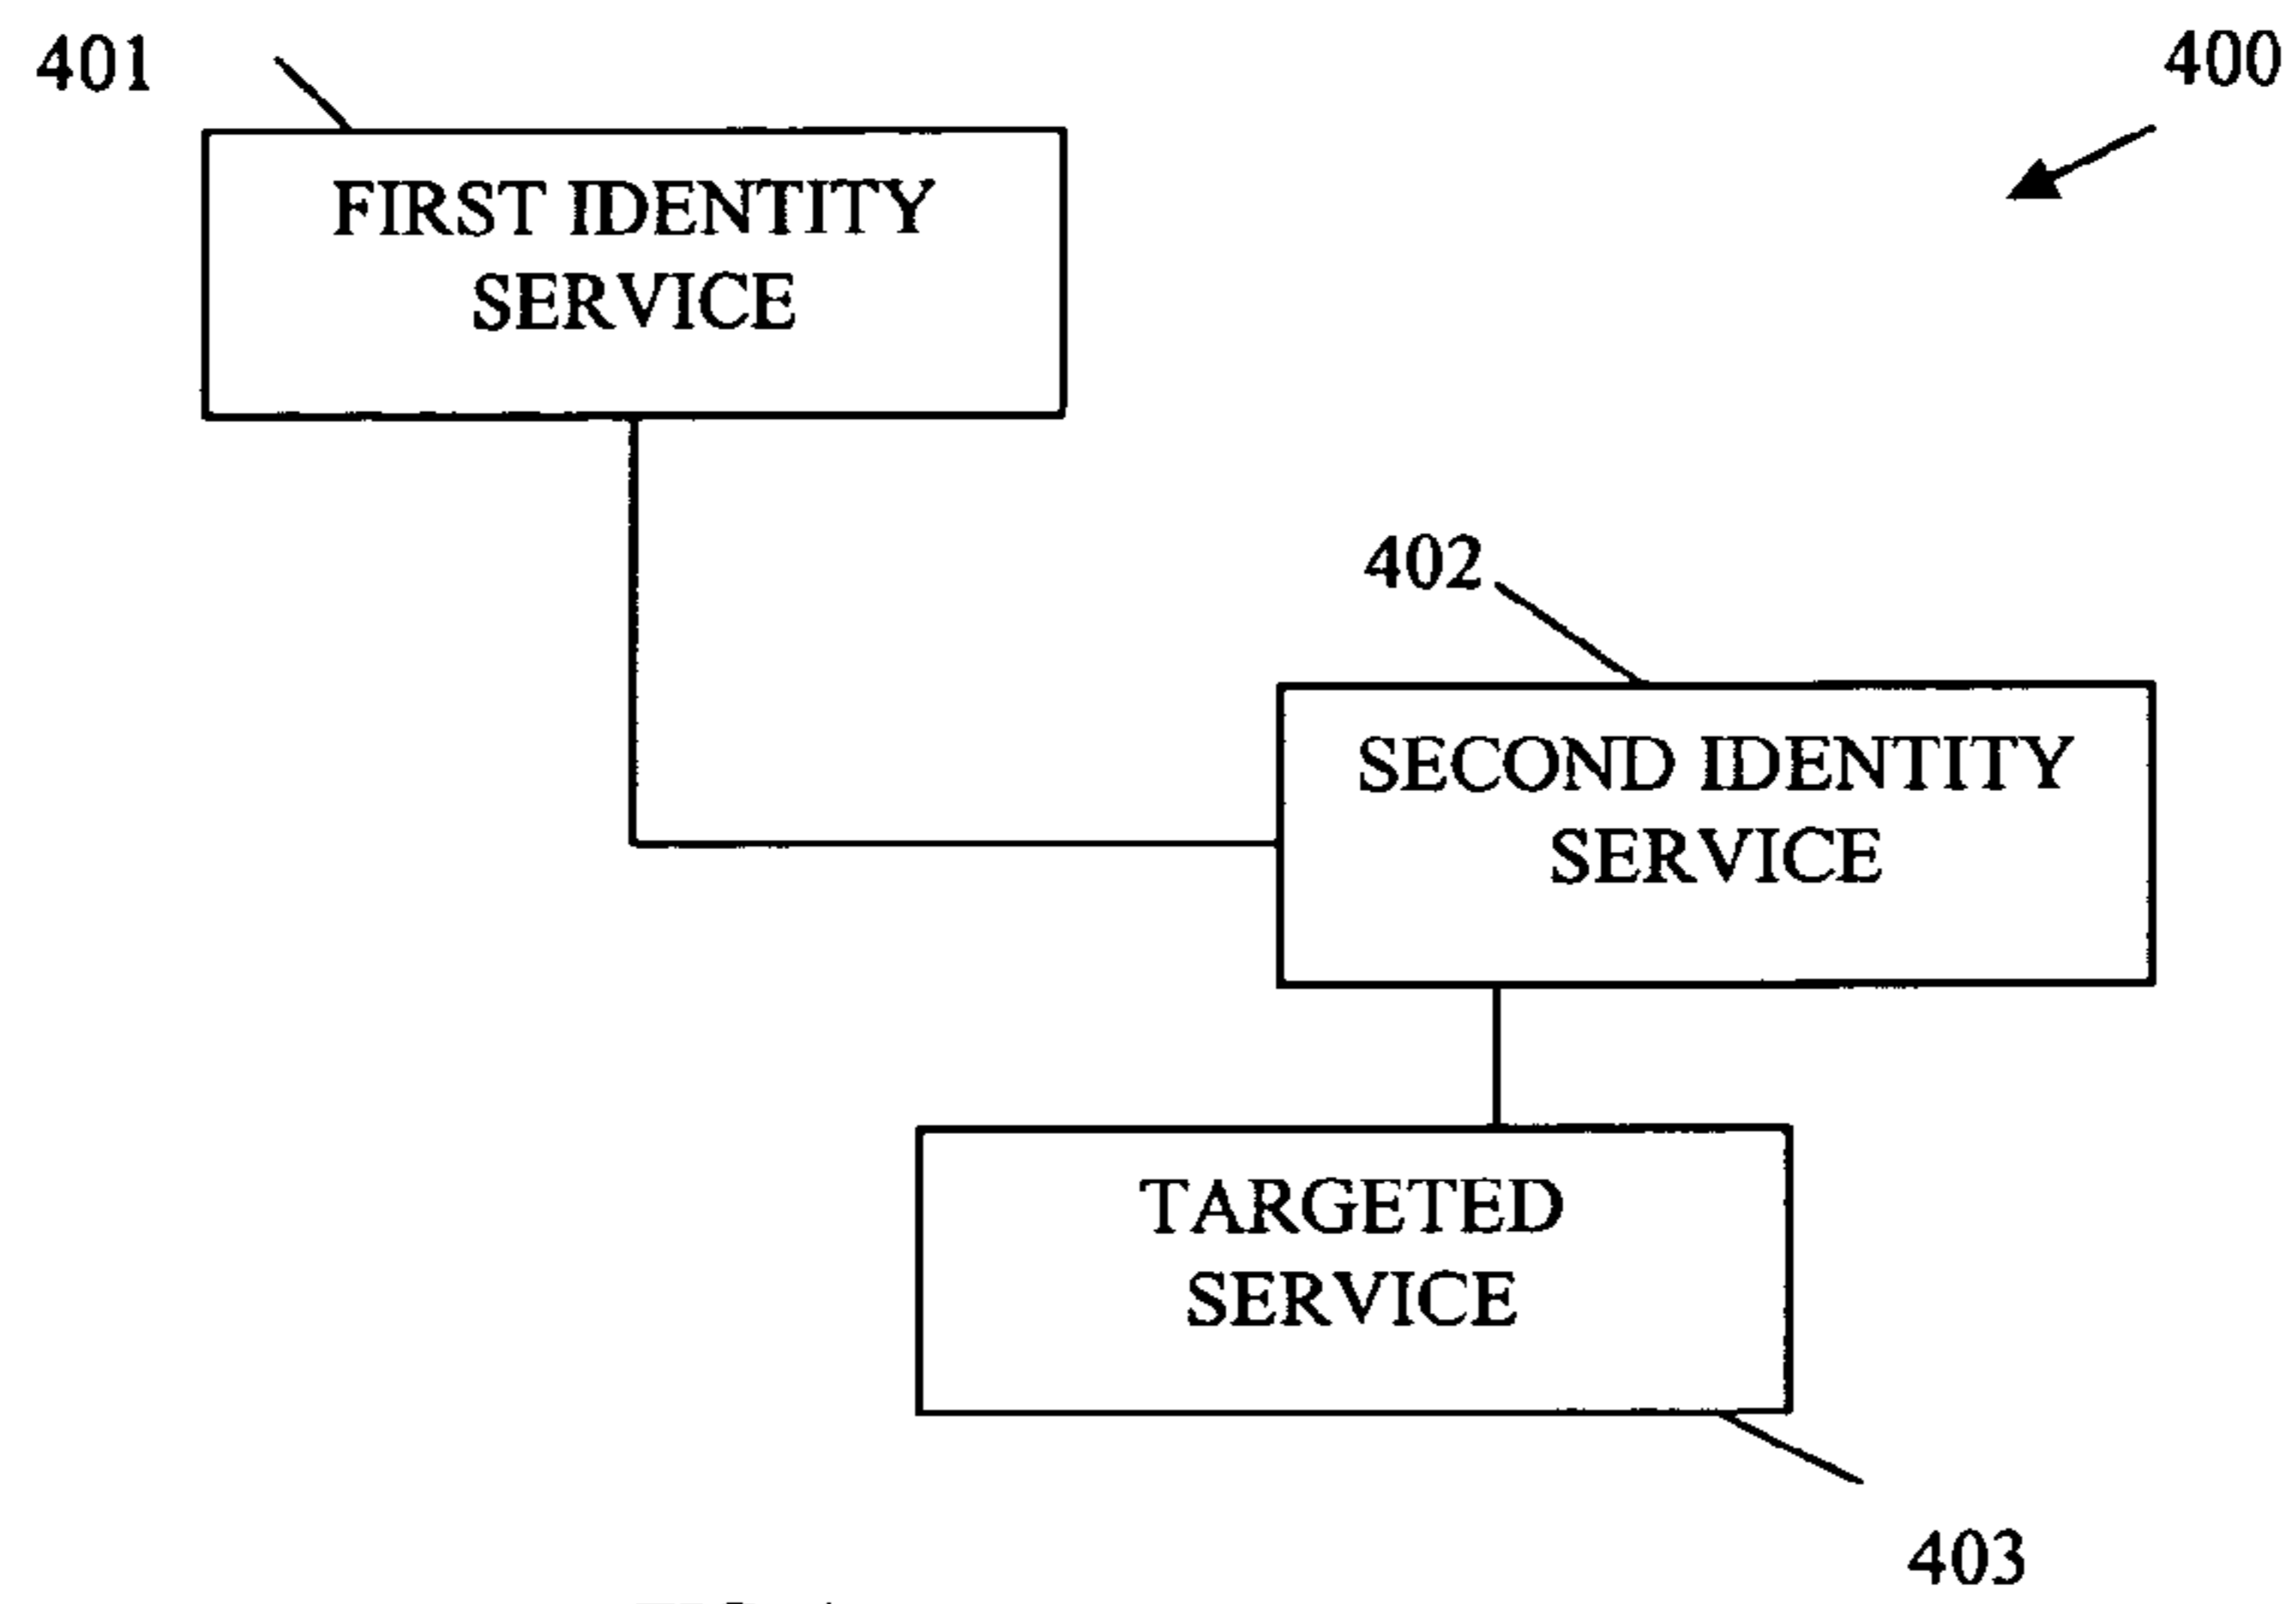 401
400
FIRST IDENTITY
SERVICE
402
SECOND IDENTITY
SERVICE
TARGETED
SERVICE
403